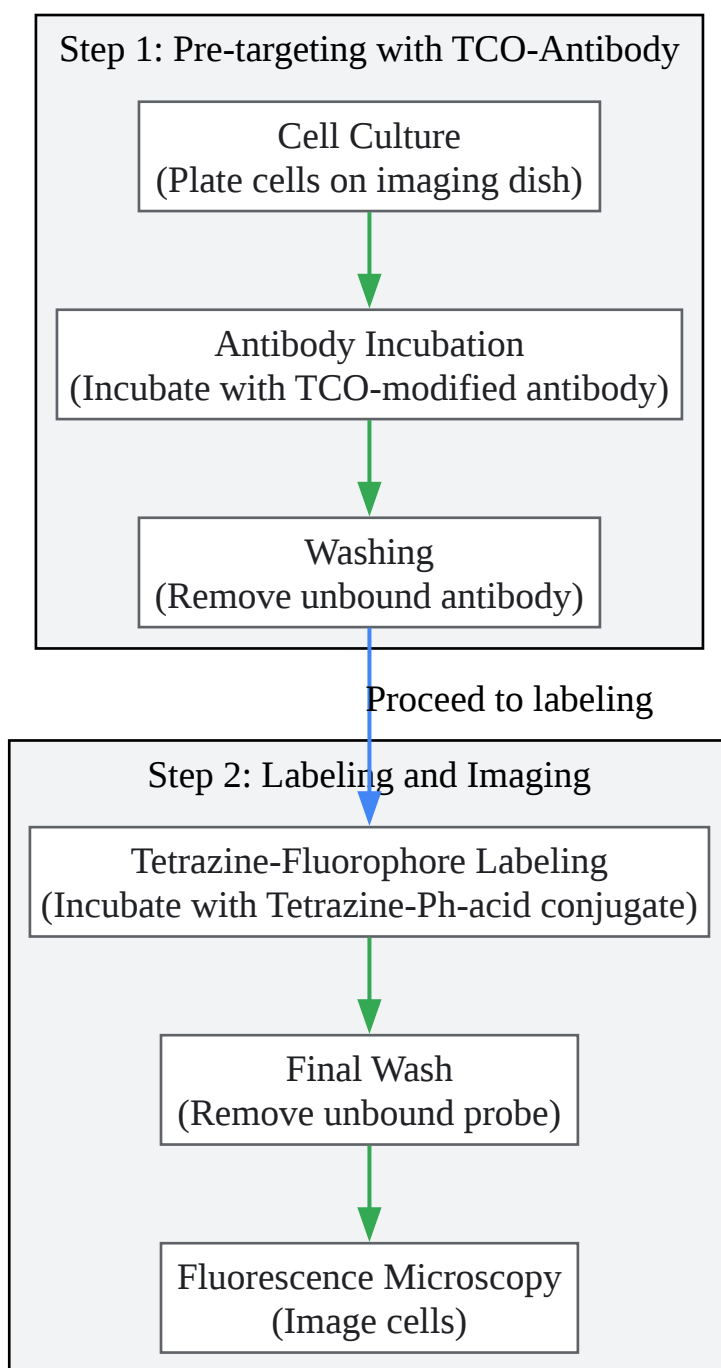 Step 1: Pre-targeting with TCO-Antibody
Cell Culture
(Plate cells on imaging dish)
Antibody Incubation
(Incubate with TCO-modified antibody)
Washing
(Remove unbound antibody)
Proceed to labeling
Step 2: Labeling and Imaging
Tetrazine-Fluorophore Labeling
(Incubate with Tetrazine-Ph-acid conjugate)
Final Wash
(Remove unbound probe)
Fluorescence Microscopy
(Image cells)